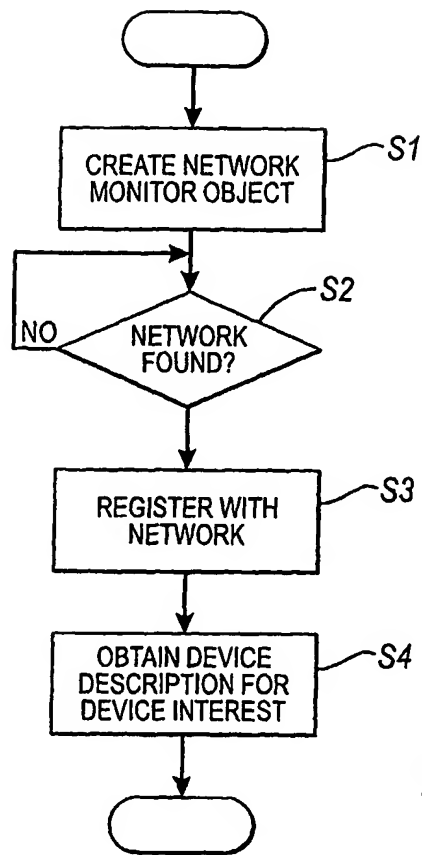 CREATE NETWORK
MONITOR OBJECT
S1
S2
NO
NETWORK
FOUND?
REGISTER WITH
NETWORK
S3
OBTAIN DEVICE
DESCRIPTION FOR
DEVICE INTEREST
S4